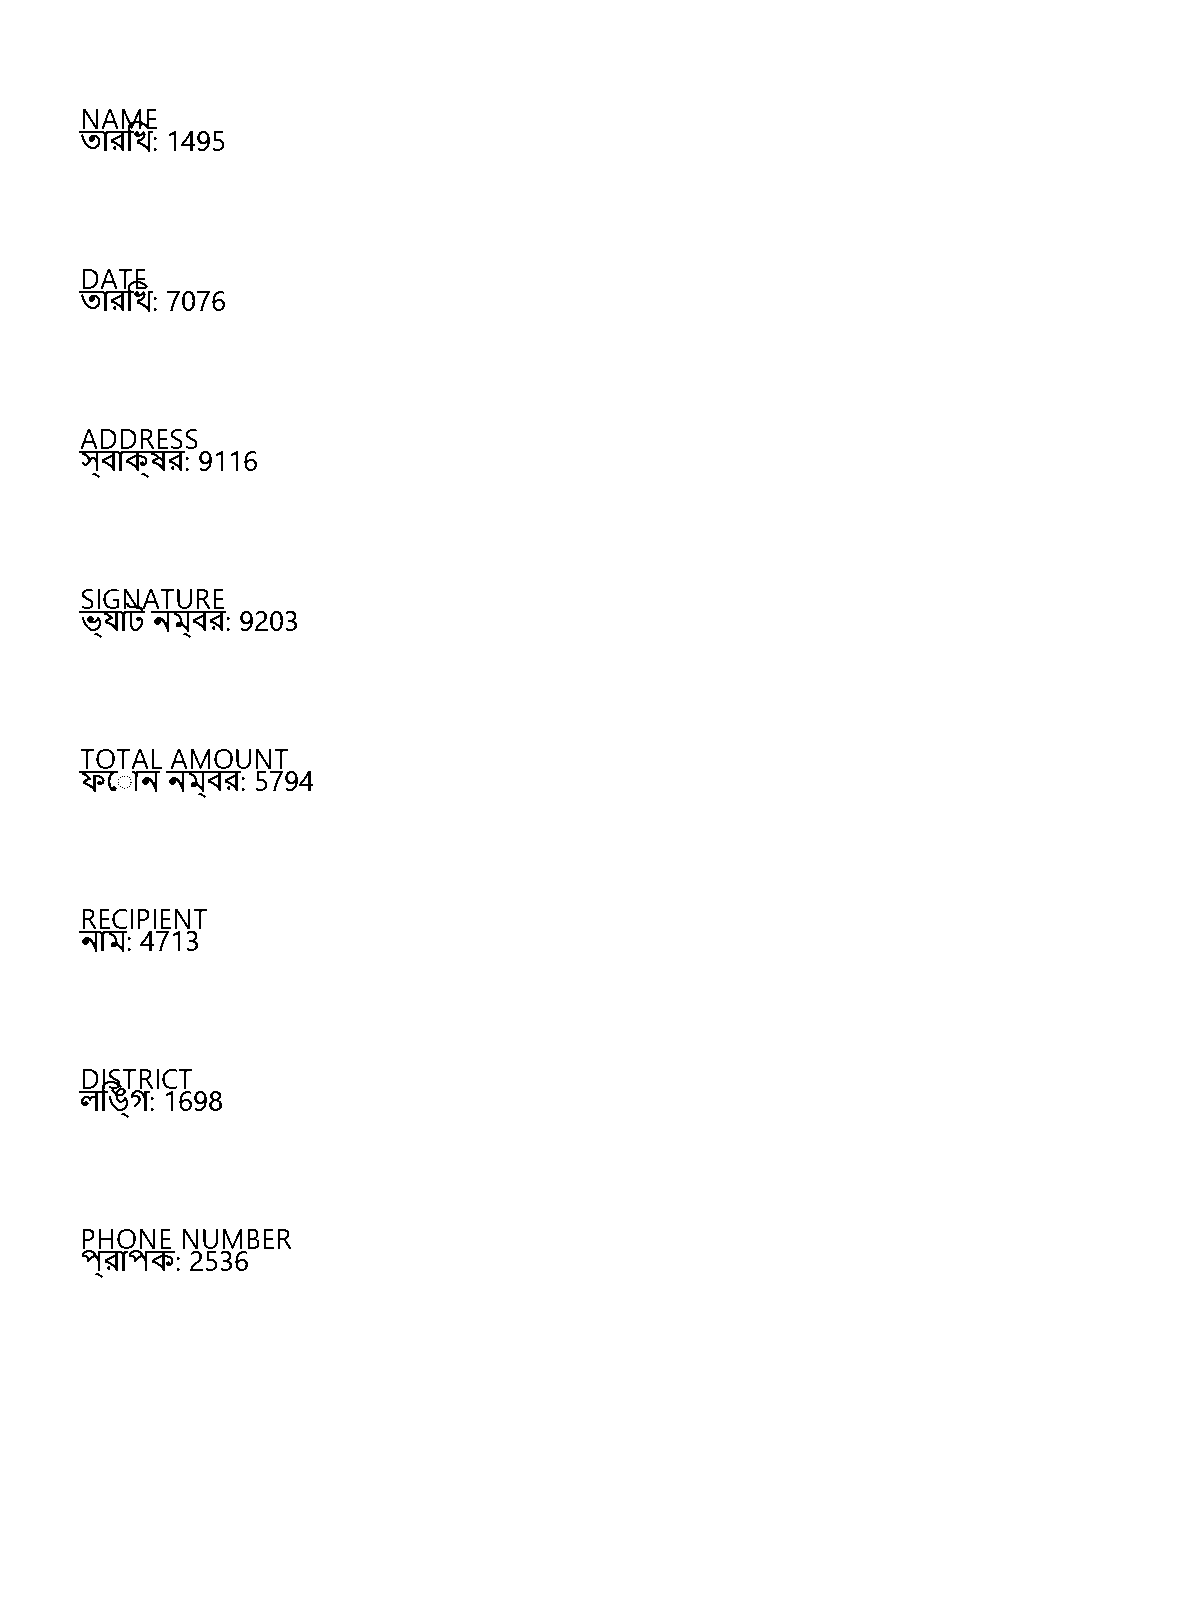 NAME
তারিখ: 1495
DATE
তারিখ: 7076
ADDRESS
স্বাক্ষর: 9116
SIGNATURE
ভ্যাট নম্বর: 9203
TOTAL AMOUNT
ফোন নম্বর: 5794
RECIPIENT
নাম: 4713
DISTRICT
লিঙ্গ: 1698
PHONE NUMBER
প্রাপক: 2536